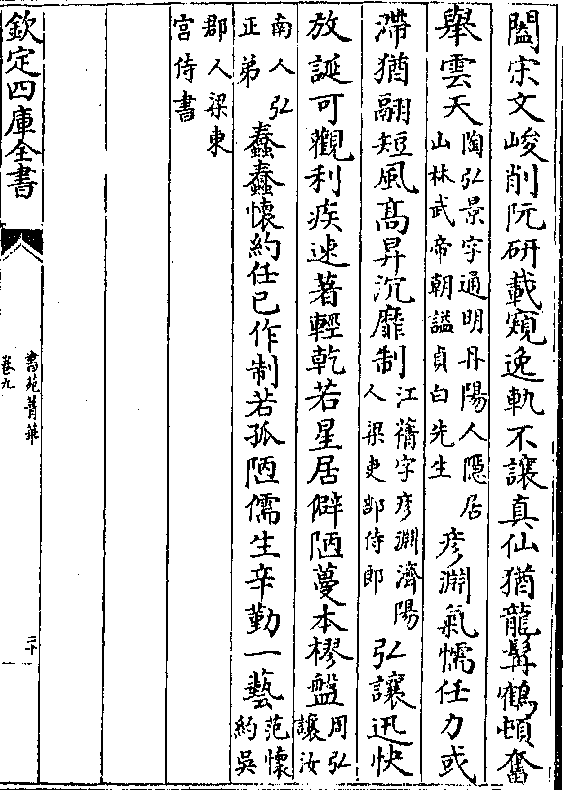 闔宗文峻削阮研載窺逸軌不讓真仙猶龍髯鶴頓奮
舉雲天陶弘景字通明丹陽人隱居山林武帝朝謚貞白先生彦淵氣懦任力或
滯猶翮短風髙昇沉靡制江蒨字彦淵濟陽人梁吏部侍郎弘讓迅快
放誕可觀利疾速著輕乾若星居僻陋蔓本樛盤周弘讓汝
南人弘正弟蠢蠢懷約任已作制若孤陋儒生辛勤一藝范懷約吳
郡人梁東宮侍書
欽定四庫全書
書苑菁華
卷九
二十